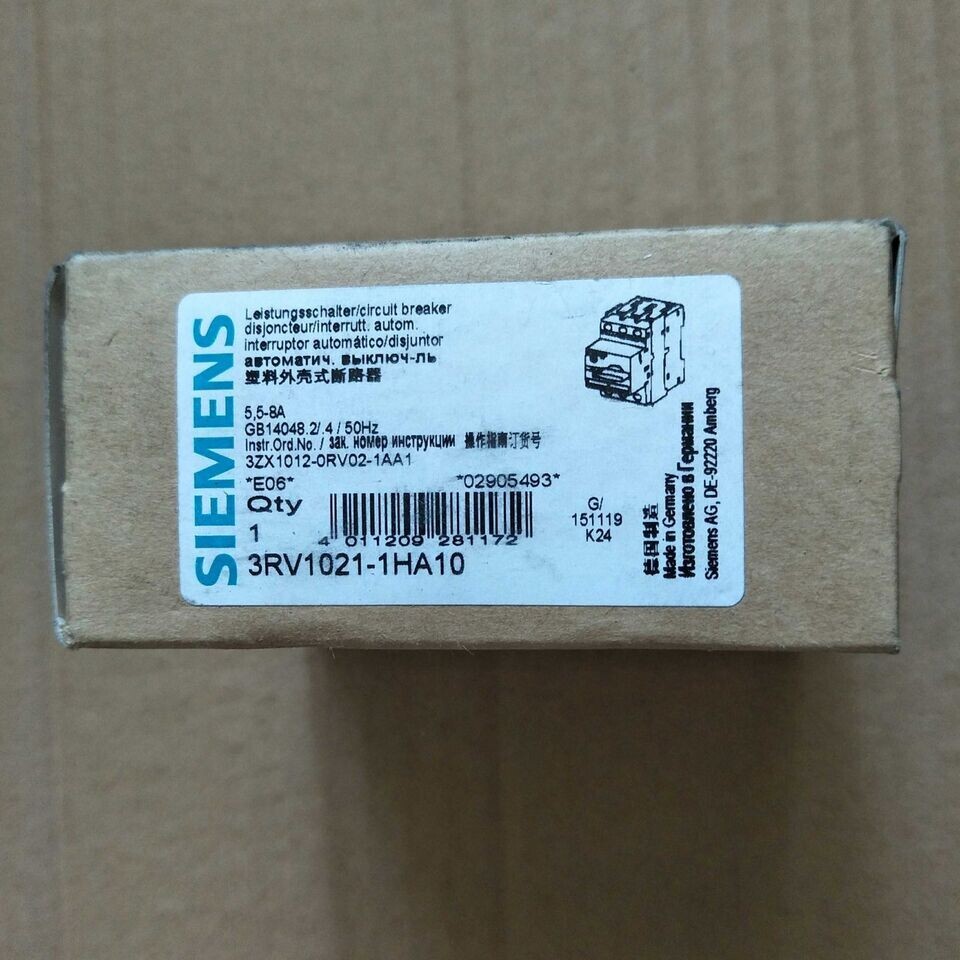 SIEMENS
Leistungsschalter/circuit breaker
disjoncteur/interrutt. autom.
interruptor automático/disjuntor
автоматич. выключ-ль
塑料外壳式断路器
5,5-8A
GB14048.2/.4 / 50Hz
Instr.Ord.No. / зак. номер инструкции 操作指南订货号
3ZX1012-0RV02-1AA1
*E06* *02905493*
Qty
1
4 011209 281172
3RV1021-1HA10
G/
151119
K24
德国制造
Made in Germany
Изготовлено в Германии
Siemens AG, DE-92220 Amberg